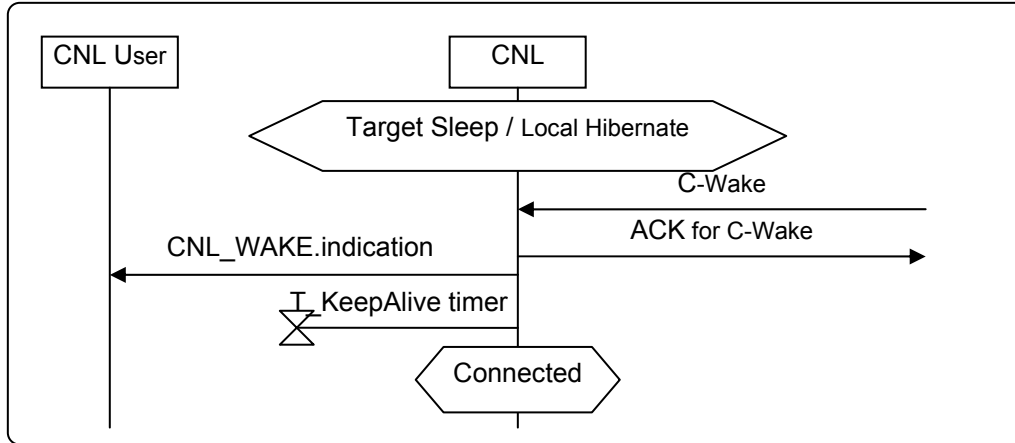 CNL User
CNL
Target Sleep / Local Hibernate
C-Wake
ACK for C-Wake
CNL_WAKE.indication
T_KeepAlive timer
Connected